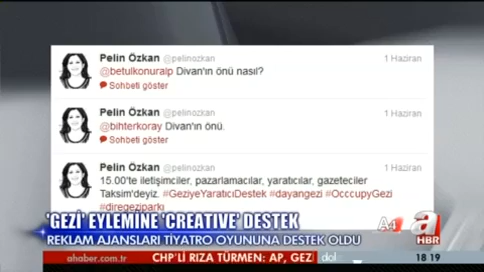 Pelin Özkan @pelinozkan 1 Haziran
@betulkonuralp Divan'ın önü nasıl?
Sohbeti göster
Pelin Özkan @pelinozkan 1 Haziran
@bihterkoray Divan'ın önü.
Sohbeti göster
Pelin Özkan @pelinozkan 1 Haziran
15.00'te iletişimciler, pazarlamacılar, yaratıcılar, gazeteciler
Taksim'deyiz. #GeziyeYaratıcıDestek #dayangezi #OcccupyGezi
#diregeziparkı
'GEZİ' EYLEMİNE 'CREATIVE' DESTEK
A4
a
HBR
REKLAM AJANSLARI TİYATRO OYUNUNA DESTEK OLDU
ahaber.com.tr CHP'Lİ RIZA TÜRMEN: AP, GEZİ 18 19